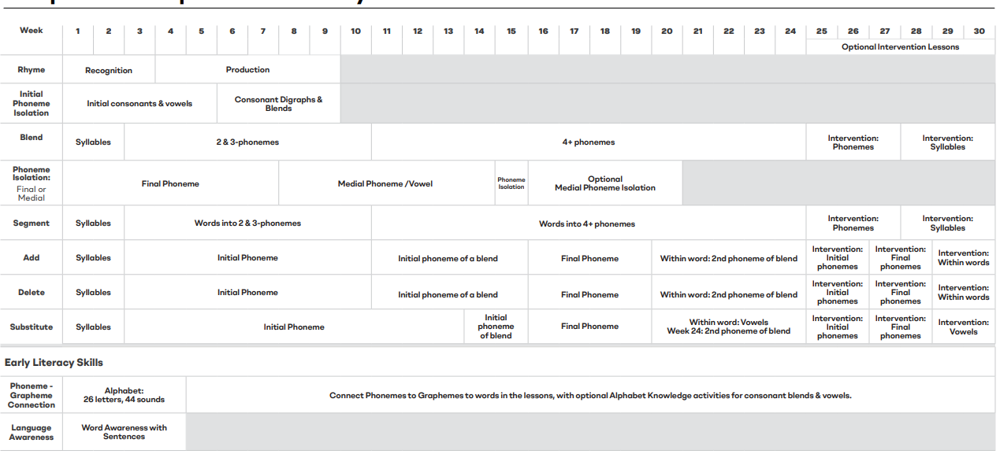 Week 1 2 3 4 5 6 7 8 9 10 11 12 13 14 15 16 17 18 19 20 21 22 23 24 25 26 27 28 29 30
Optional Intervention Lessons
Rhyme
Recognition
Production
Initial
Phoneme
Isolation
Initial consonants & vowels
Consonant Digraphs &
Blends
Blend
Syllables
2 & 3-phonemes
4+ phonemes
Intervention:
Phonemes
Intervention:
Syllables
Phoneme
Isolation:
Final or
Medial
Final Phoneme
Medial Phoneme /Vowel
Phoneme
Isolation
Optional
Medial Phoneme Isolation
Segment
Syllables
Words into 2 & 3-phonemes
Words into 4+ phonemes
Intervention:
Phonemes
Intervention:
Syllables
Add
Syllables
Initial Phoneme
Initial phoneme of a blend
Final Phoneme
Within word: 2nd phoneme of blend
Intervention:
Initial
phonemes
Intervention:
Final
phonemes
Intervention:
Within words
Delete
Syllables
Initial Phoneme
Initial phoneme of a blend
Final Phoneme
Within word: 2nd phoneme of blend
Intervention:
Initial
phonemes
Intervention:
Final
phonemes
Intervention:
Within words
Substitute
Syllables
Initial Phoneme
Initial
phoneme
of blend
Final Phoneme
Within word: Vowels
Week 24: 2nd phoneme of blend
Intervention:
Initial
phonemes
Intervention:
Final
phonemes
Intervention:
Vowels
Early Literacy Skills
Phoneme -
Grapheme
Connection
Alphabet:
26 letters, 44 sounds
Connect Phonemes to Graphemes to words in the lessons, with optional Alphabet Knowledge activities for consonant blends & vowels.
Language
Awareness
Word Awareness with
Sentences